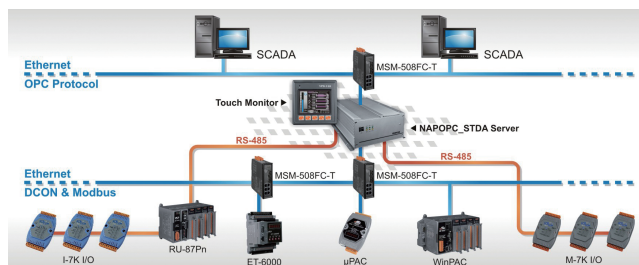 SCADA
SCADA
Ethernet
OPC Protocol
MSM-508FC-T
Touch Monitor
NAPOPC_STDA Server
RS-485
RS-485
Ethernet
DCON & Modbus
MSM-508FC-T
MSM-508FC-T
I-7K I/O
RU-87Pn
ET-6000
µPAC
WinPAC
M-7K I/O